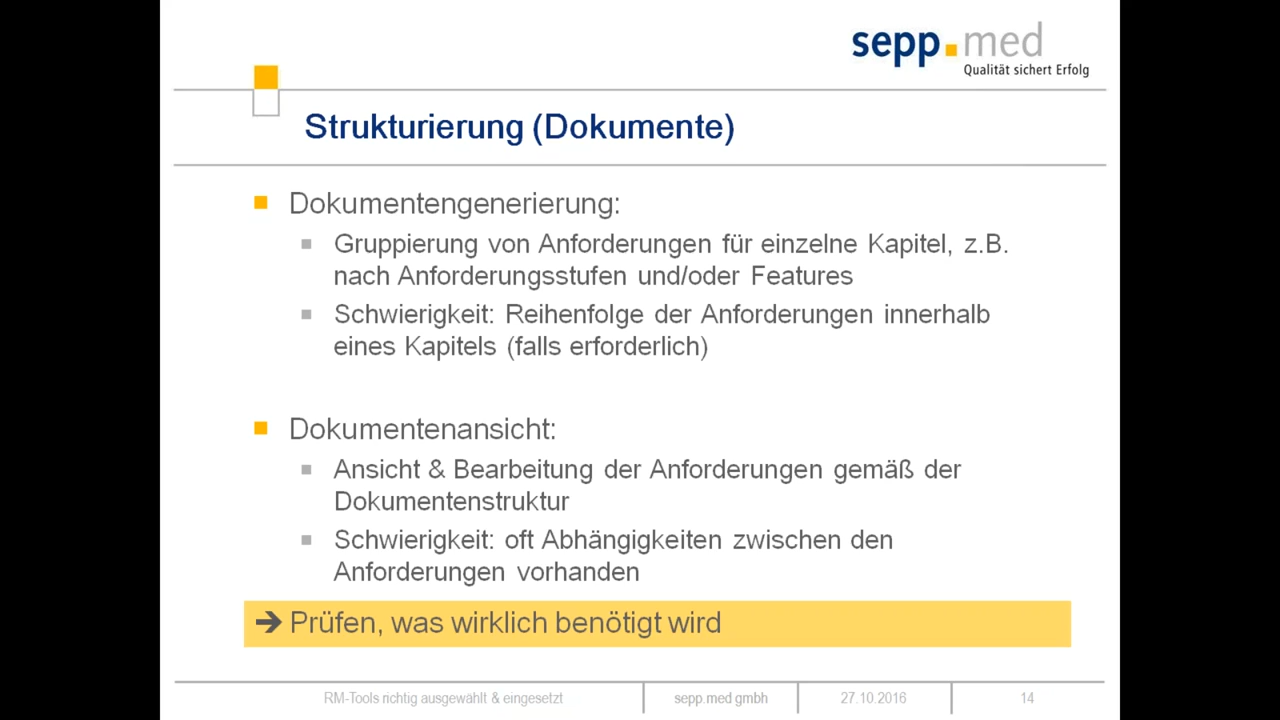 sepp.med
Qualität sichert Erfolg
Strukturierung (Dokumente)
Dokumentengenerierung:
Gruppierung von Anforderungen für einzelne Kapitel, z.B.
nach Anforderungsstufen und/oder Features
Schwierigkeit: Reihenfolge der Anforderungen innerhalb
eines Kapitels (falls erforderlich)
Dokumentenansicht:
Ansicht & Bearbeitung der Anforderungen gemäß der
Dokumentenstruktur
Schwierigkeit: oft Abhängigkeiten zwischen den
Anforderungen vorhanden
➔ Prüfen, was wirklich benötigt wird
RM-Tools richtig ausgewählt & eingesetzt
sepp.med gmbh
27.10.2016
14